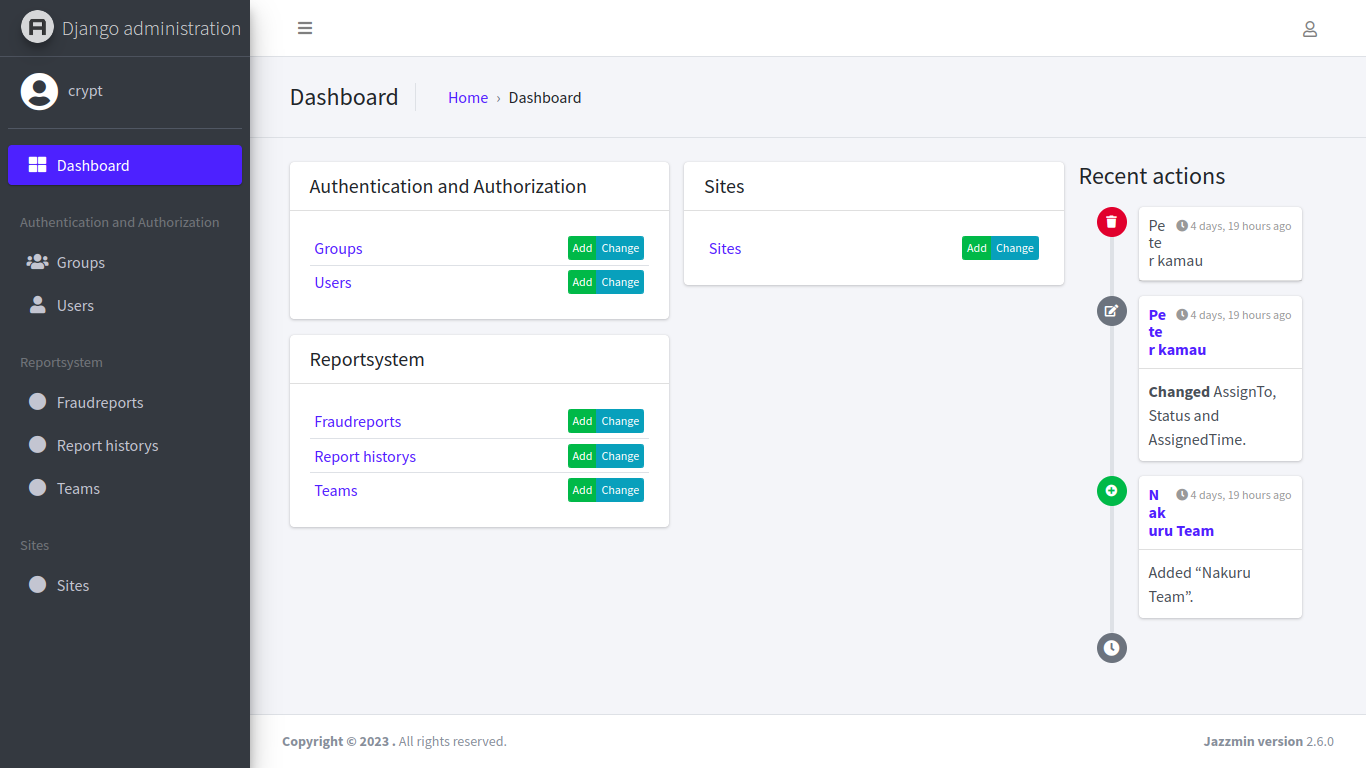 Django administration
crypt
Dashboard
Authentication and Authorization
Groups
Users
Reportsystem
Fraudreports
Report historys
Teams
Sites
Sites
Dashboard
Home › Dashboard
Authentication and Authorization
Groups Add Change
Users Add Change
Reportsystem
Fraudreports Add Change
Report historys Add Change
Teams Add Change
Sites
Sites Add Change
Recent actions
Pe 4 days, 19 hours ago
te
r kamau
Pe 4 days, 19 hours ago
te
r kamau
Changed AssignTo,
Status and
AssignedTime.
N 4 days, 19 hours ago
ak
uru Team
Added “Nakuru
Team”.
Copyright © 2023 . All rights reserved.
Jazzmin version 2.6.0